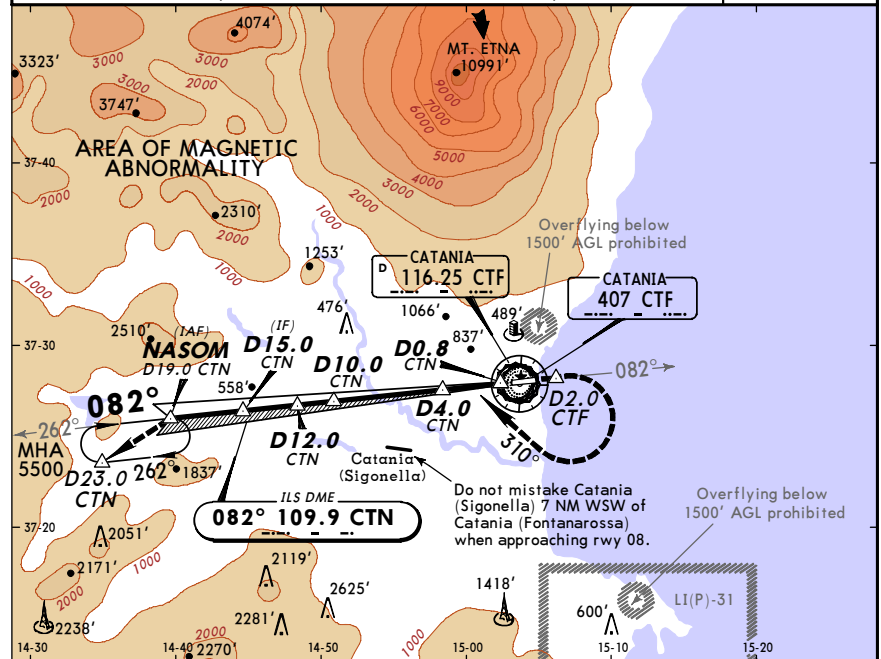 4074'
3323'
3000
3000
2000
3000
3747'
MT. ETNA
10991'
9000
7000
6000
5000
4000
3000
2000
1000
AREA OF MAGNETIC
ABNORMALITY
37-40
2000
2310'
2000
1000
1000
1253'
Overflying below
1500' AGL prohibited
CATANIA
D 116.25 CTF
CATANIA
407 CTF
476'
1066'
489'
837'
37-30
2510'
(IAF)
NASOM
D19.0 CTN
(IF)
D15.0
CTN
D10.0
CTN
D0.8
CTN
558'
082°
082°
262°
MHA
5500
D23.0
CTN
262°
1837'
D12.0
CTN
D4.0
CTN
D2.0
CTF
310°
Catania
(Sigonella)
ILS DME
082° 109.9 CTN
Do not mistake Catania
(Sigonella) 7 NM WSW of
Catania (Fontanarossa)
when approaching rwy 08.
Overflying below
1500' AGL prohibited
37-20
2051'
1000
2171'
2000
2238'
2119'
2625'
2281'
2000
2270'
1418'
1000
600'
LI(P)-31
14-30
14-40
14-50
15-00
15-10
15-20